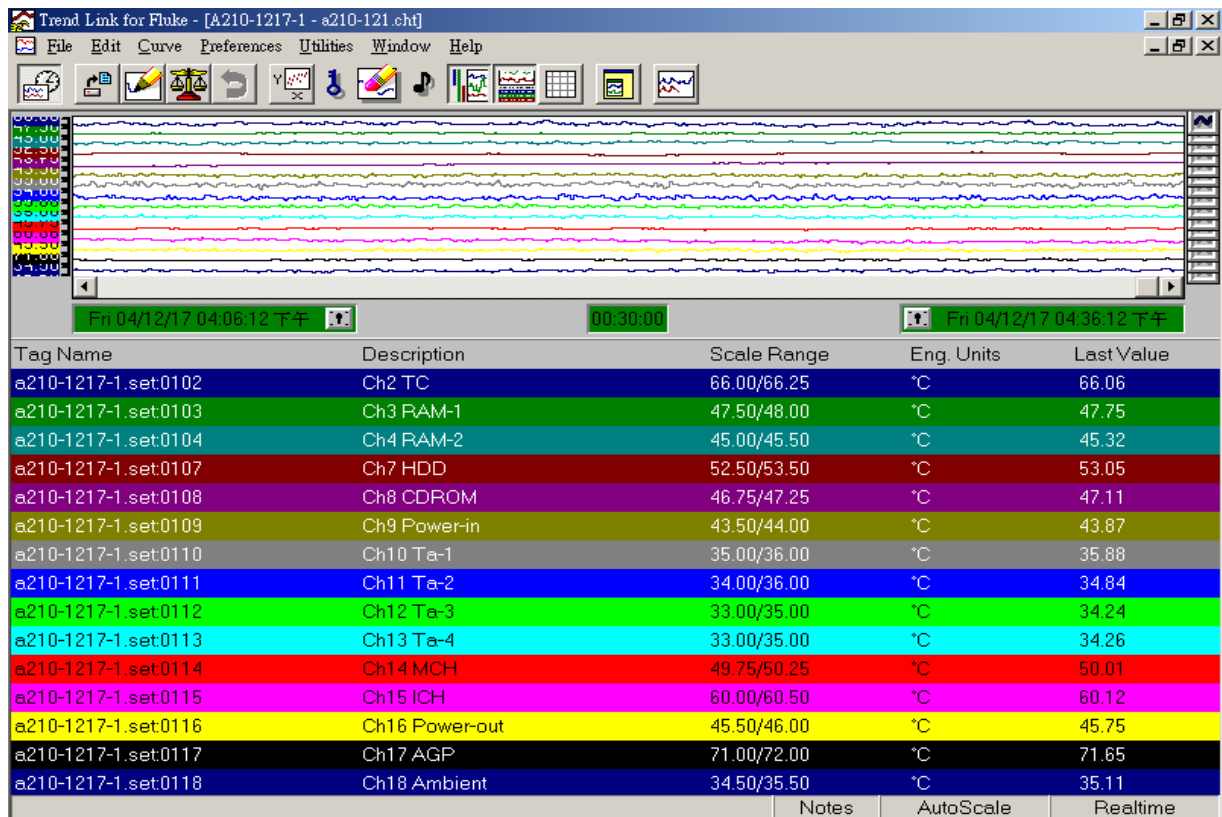 Trend Link for Fluke - [A210-1217-1 - a210-121.cht]
File Edit Curve Preferences Utilities Window Help
45.00
Fri 04/12/17 04:06:12 下午 00:30:00 Fri 04/12/17 04:36:12 下午
Tag Name Description Scale Range Eng. Units Last Value
a210-1217-1.set:0102 Ch2 TC 66.00/66.25 °C 66.06
a210-1217-1.set:0103 Ch3 RAM-1 47.50/48.00 °C 47.75
a210-1217-1.set:0104 Ch4 RAM-2 45.00/45.50 °C 45.32
a210-1217-1.set:0107 Ch7 HDD 52.50/53.50 °C 53.05
a210-1217-1.set:0108 Ch8 CDROM 46.75/47.25 °C 47.11
a210-1217-1.set:0109 Ch9 Power-in 43.50/44.00 °C 43.87
a210-1217-1.set:0110 Ch10 Ta-1 35.00/36.00 °C 35.88
a210-1217-1.set:0111 Ch11 Ta-2 34.00/36.00 °C 34.84
a210-1217-1.set:0112 Ch12 Ta-3 33.00/35.00 °C 34.24
a210-1217-1.set:0113 Ch13 Ta-4 33.00/35.00 °C 34.26
a210-1217-1.set:0114 Ch14 MCH 49.75/50.25 °C 50.01
a210-1217-1.set:0115 Ch15 ICH 60.00/60.50 °C 60.12
a210-1217-1.set:0116 Ch16 Power-out 45.50/46.00 °C 45.75
a210-1217-1.set:0117 Ch17 AGP 71.00/72.00 °C 71.65
a210-1217-1.set:0118 Ch18 Ambient 34.50/35.50 °C 35.11
Notes AutoScale Realtime